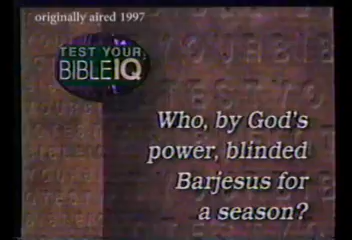 originally aired 1997
TEST YOUR
BIBLE IQ
Who, by God's
power, blinded
Barjesus for
a season?